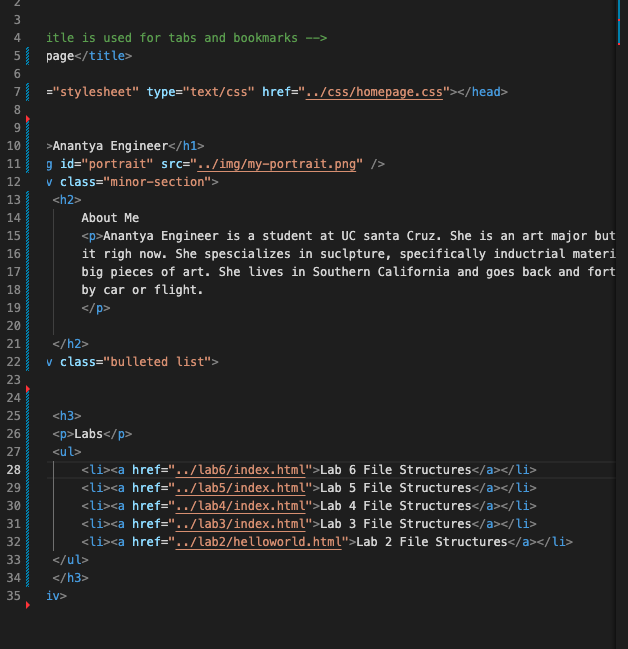 2
3
4 itle is used for tabs and bookmarks -->
5 page</title>
6
7 ="stylesheet" type="text/css" href="../css/homepage.css"></head>
8
9
10 >Anantya Engineer</h1>
11 g id="portrait" src="../img/my-portrait.png" />
12 v class="minor-section">
13 <h2>
14 About Me
15 <p>Anantya Engineer is a student at UC santa Cruz. She is an art major but
16 it righ now. She spescializes in suclpture, specifically inductrial materi
17 big pieces of art. She lives in Southern California and goes back and fort
18 by car or flight.
19 </p>
20
21 </h2>
22 v class="bulleted list">
23
24
25 <h3>
26 <p>Labs</p>
27 <ul>
28 <li><a href="../lab6/index.html">Lab 6 File Structures</a></li>
29 <li><a href="../lab5/index.html">Lab 5 File Structures</a></li>
30 <li><a href="../lab4/index.html">Lab 4 File Structures</a></li>
31 <li><a href="../lab3/index.html">Lab 3 File Structures</a></li>
32 <li><a href="../lab2/helloworld.html">Lab 2 File Structures</a></li>
33 </ul>
34 </h3>
35 iv>